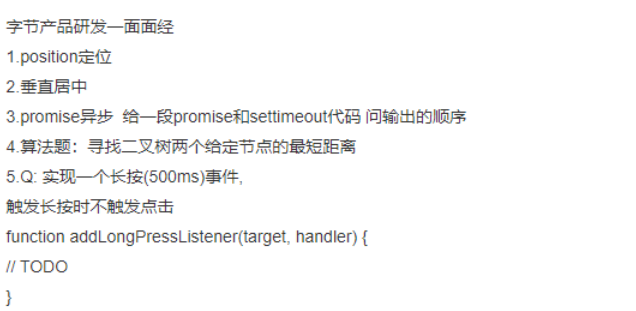 字节产品研发一面面经
1.position定位
2.垂直居中
3.promise异步 给一段promise和settimeout代码 问输出的顺序
4.算法题：寻找二叉树两个给定节点的最短距离
5.Q: 实现一个长按(500ms)事件,
触发长按时不触发点击
function addLongPressListener(target, handler) {
// TODO
}